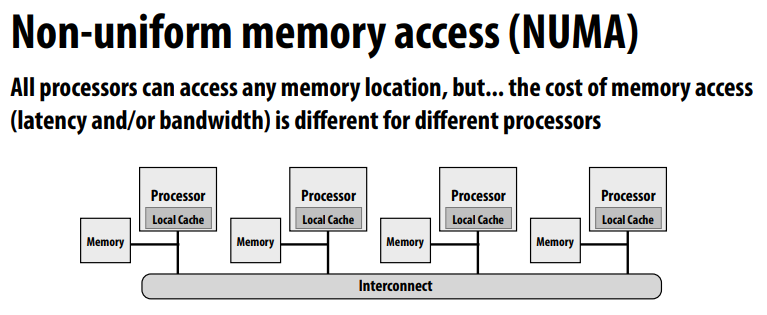 Non-uniform memory access (NUMA)
All processors can access any memory location, but... the cost of memory access
(latency and/or bandwidth) is different for different processors
Processor
Local Cache
Memory
Processor
Local Cache
Memory
Processor
Local Cache
Memory
Processor
Local Cache
Memory
Interconnect